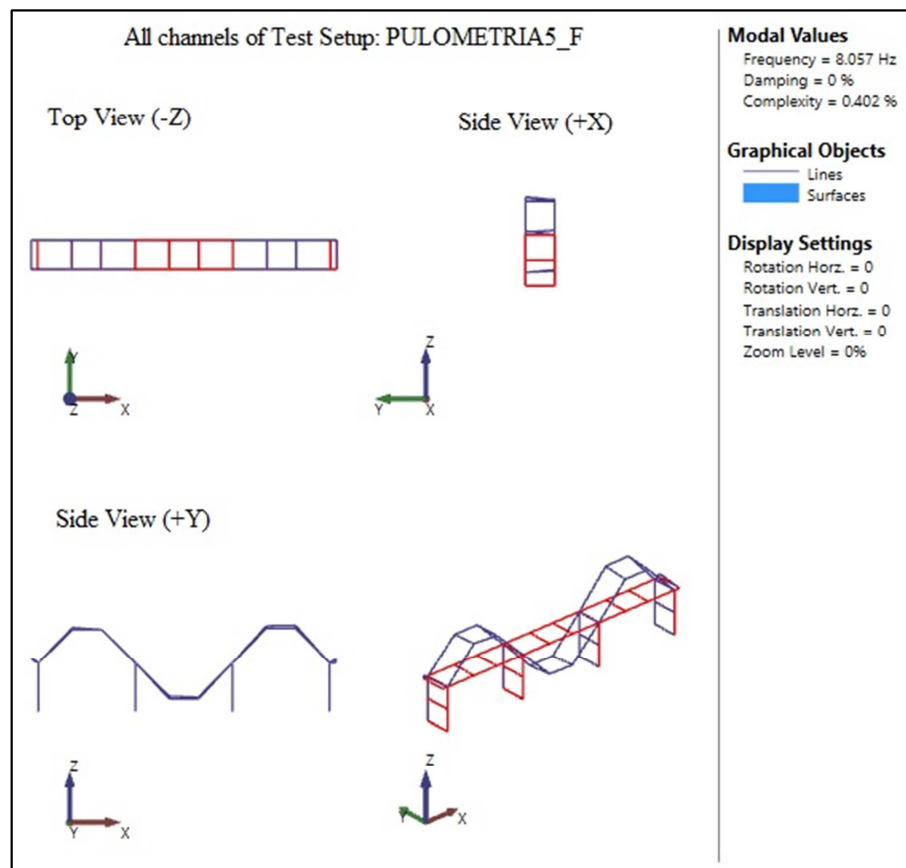 All channels of Test Setup: PULOMETRIA5_F
Top View (-Z)
Side View (+X)
Y
Z
X
Z
Y
X
Side View (+Y)
Z
Y
X
Z
Y
X
Modal Values
Frequency = 8.057 Hz
Damping = 0 %
Complexity = 0.402 %
Graphical Objects
Lines
Surfaces
Display Settings
Rotation Horz. = 0
Rotation Vert. = 0
Translation Horz. = 0
Translation Vert. = 0
Zoom Level = 0%